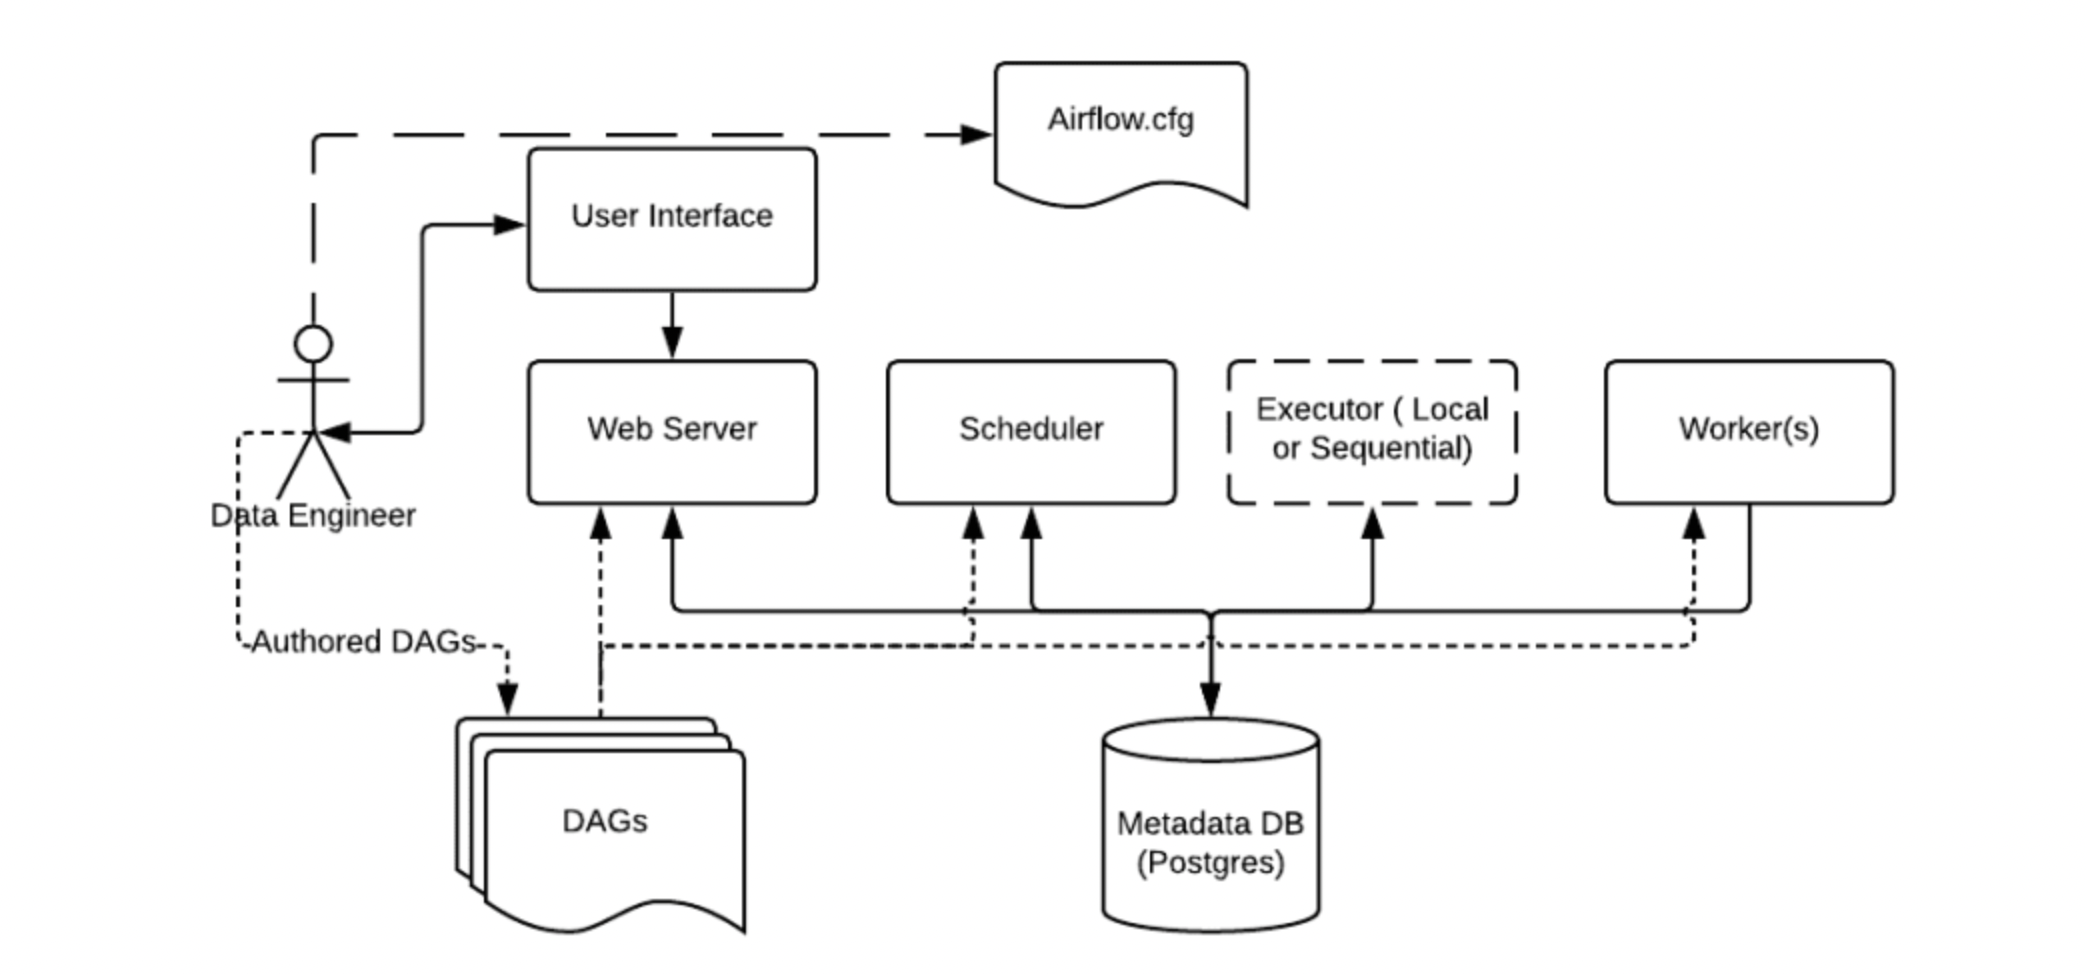 Airflow.cfg
User Interface
Web Server
Scheduler
Executor ( Local
or Sequential)
Worker(s)
Data Engineer
Authored DAGs
DAGs
Metadata DB
(Postgres)